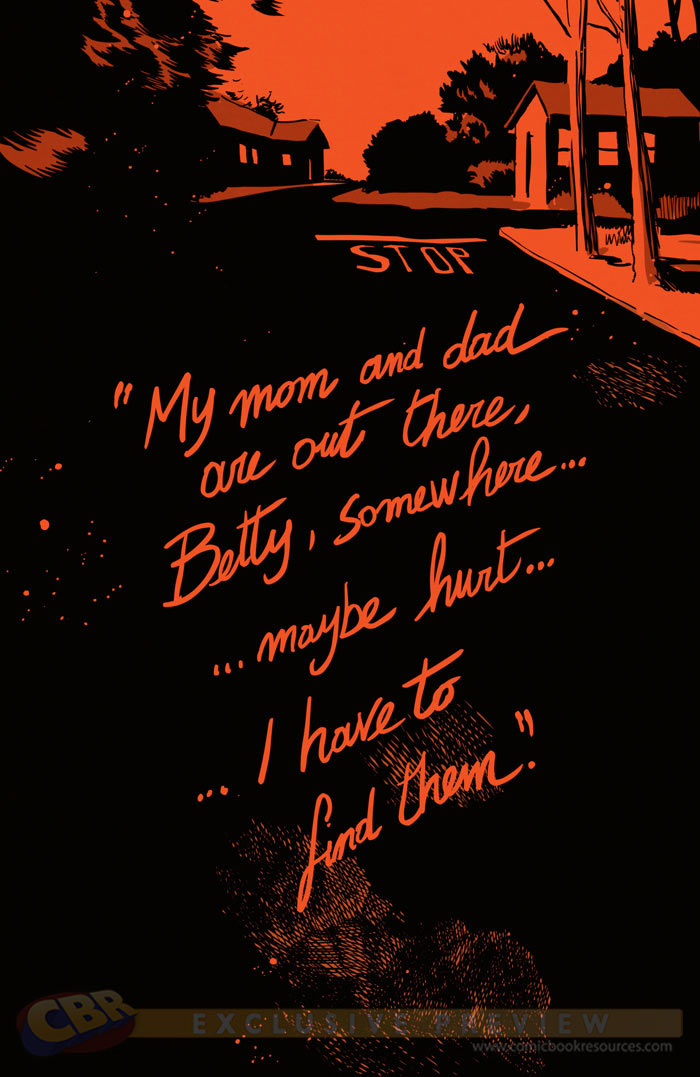 STOP
"My mom and dad
are out there,
Betty, somewhere...
...maybe hurt...
...I have to
find them."
CBR
EXCLUSIVE PREVIEW
www.comicbookresources.com